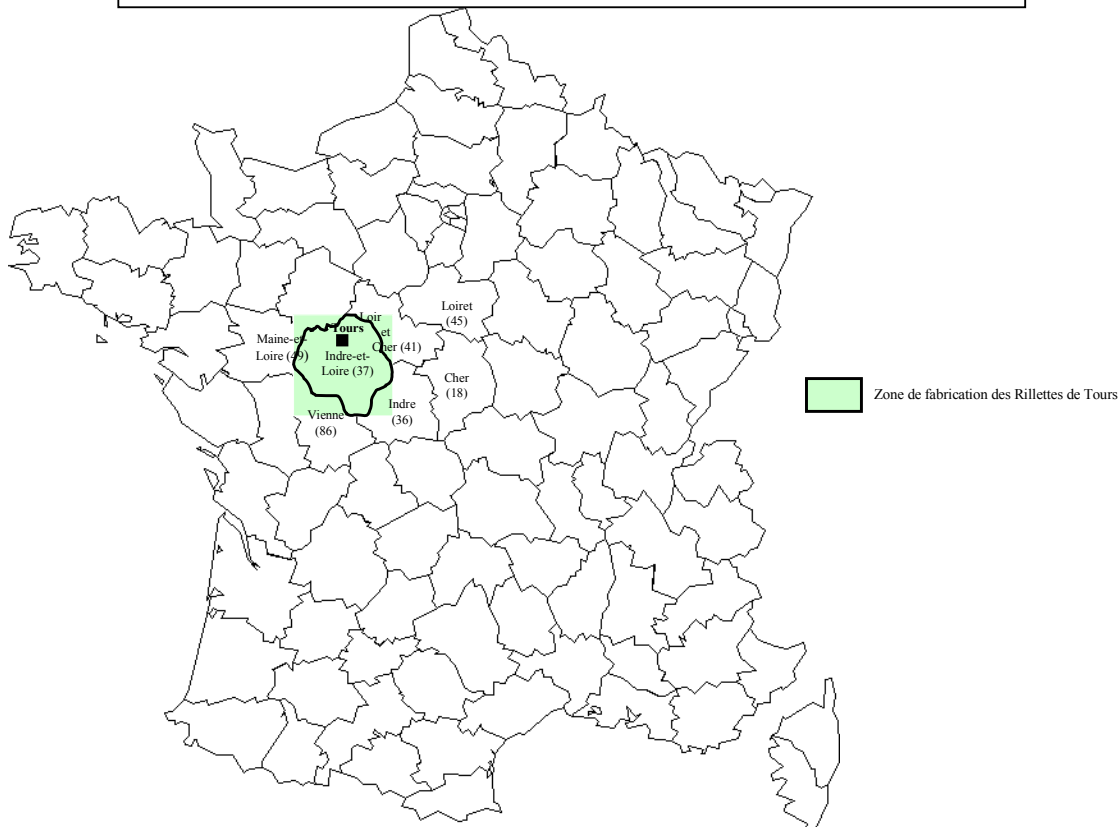 Loiret
(45)
Loir
et
Cher (41)
Tours
Maine-et-
Loire (49)
Indre-et-
Loire (37)
Cher
(18)
Indre
(36)
Vienne
(86)
Zone de fabrication des Rillettes de Tours